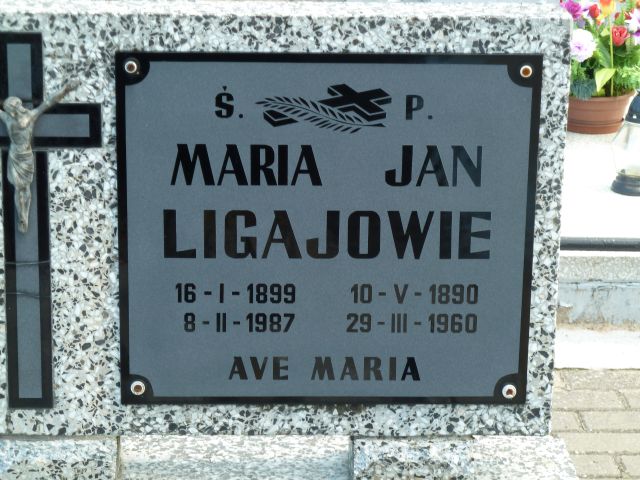 Ś. P.
MARIA JAN
LIGAJOWIE
16-I-1899 10-V-1890
8-II-1987 29-III-1960
AVE MARIA